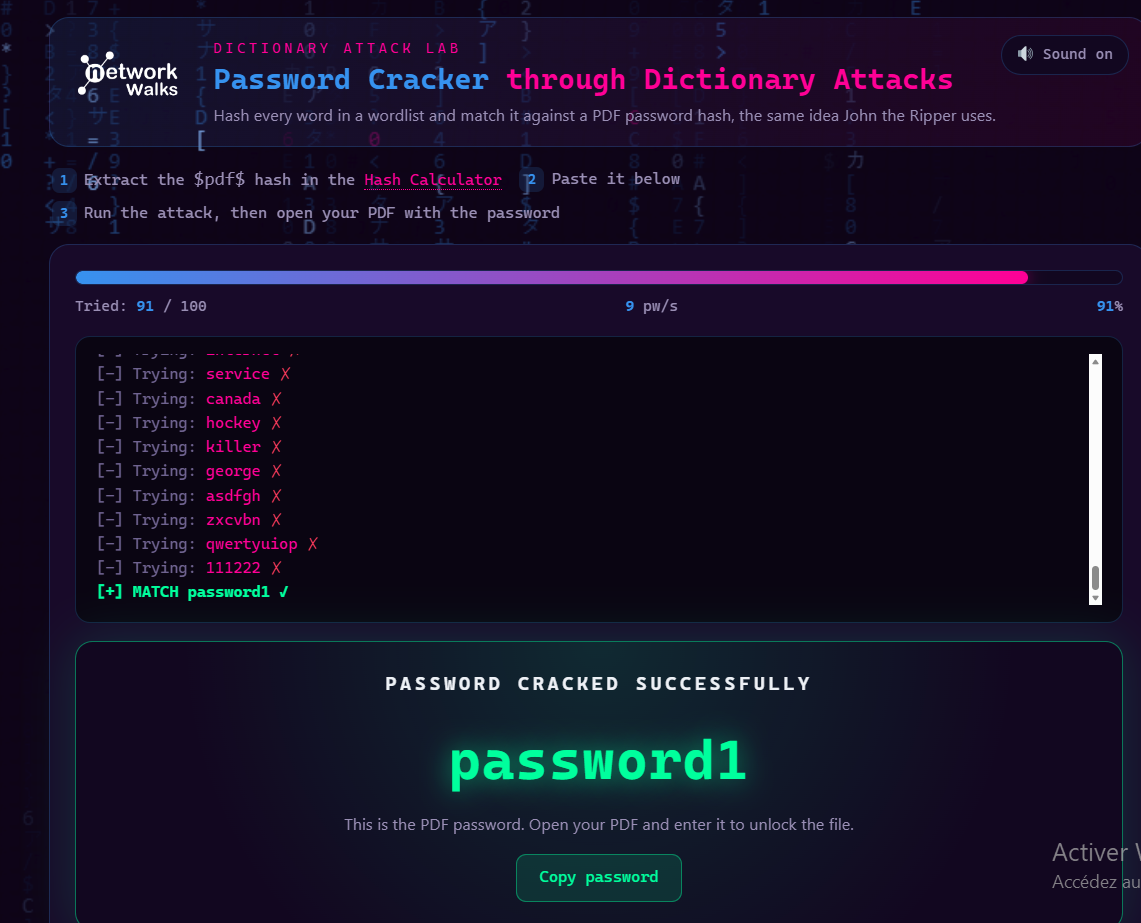 DICTIONARY ATTACK LAB
network
Walks
Password Cracker through Dictionary Attacks
Sound on
Hash every word in a wordlist and match it against a PDF password hash, the same idea John the Ripper uses.
1 Extract the $pdf$ hash in the Hash Calculator 2 Paste it below
3 Run the attack, then open your PDF with the password
Tried: 91 / 100 9 pw/s 91%
[-] Trying: service ✗
[-] Trying: canada ✗
[-] Trying: hockey ✗
[-] Trying: killer ✗
[-] Trying: george ✗
[-] Trying: asdfgh ✗
[-] Trying: zxcvbn ✗
[-] Trying: qwertyuiop ✗
[-] Trying: 111222 ✗
[+] MATCH password1 ✓
PASSWORD CRACKED SUCCESSFULLY
password1
This is the PDF password. Open your PDF and enter it to unlock the file.
Copy password
Activer
Accédez au